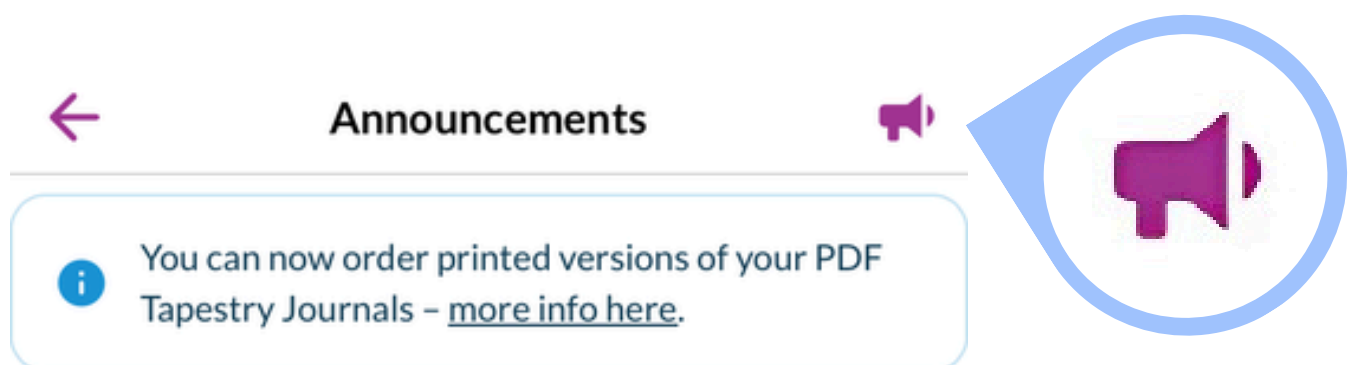 Announcements
You can now order printed versions of your PDF
Tapestry Journals – more info here.